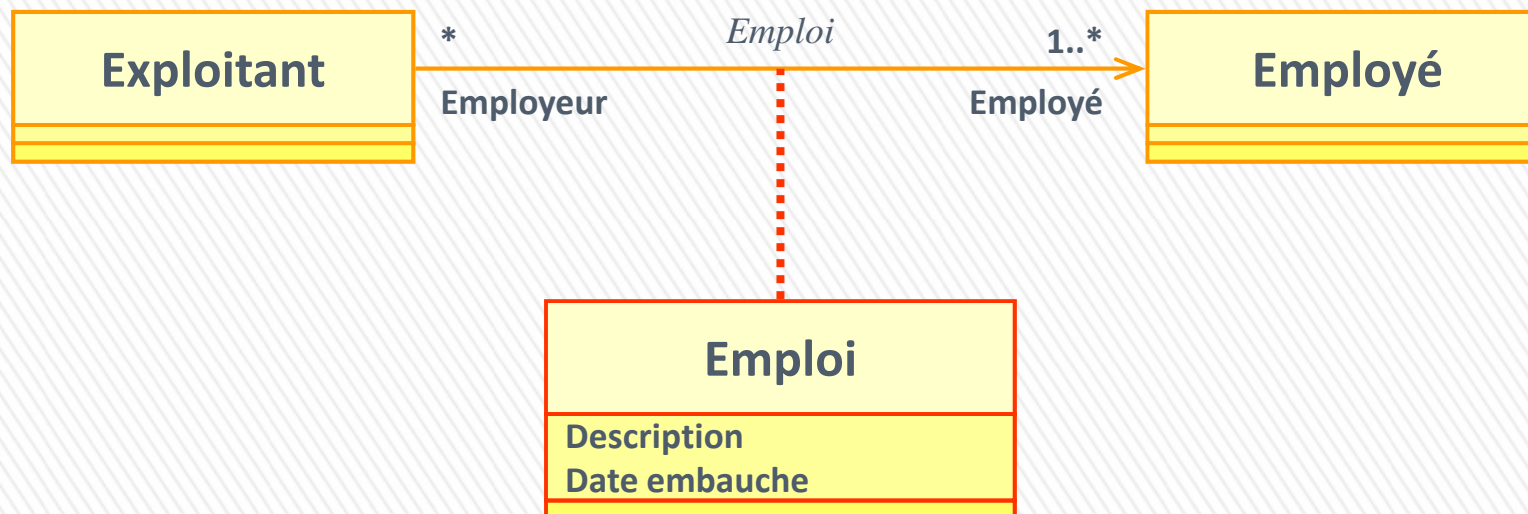 Exploitant
*
Emploi
1..*
Employé
Employeur
Employé
Emploi
Description
Date embauche